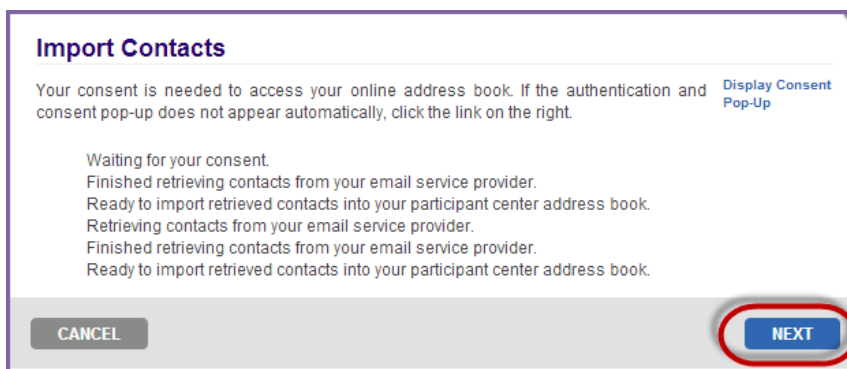 Import Contacts
Your consent is needed to access your online address book. If the authentication and
consent pop-up does not appear automatically, click the link on the right.
Display Consent
Pop-Up
Waiting for your consent.
Finished retrieving contacts from your email service provider.
Ready to import retrieved contacts into your participant center address book.
Retrieving contacts from your email service provider.
Finished retrieving contacts from your email service provider.
Ready to import retrieved contacts into your participant center address book.
CANCEL
NEXT